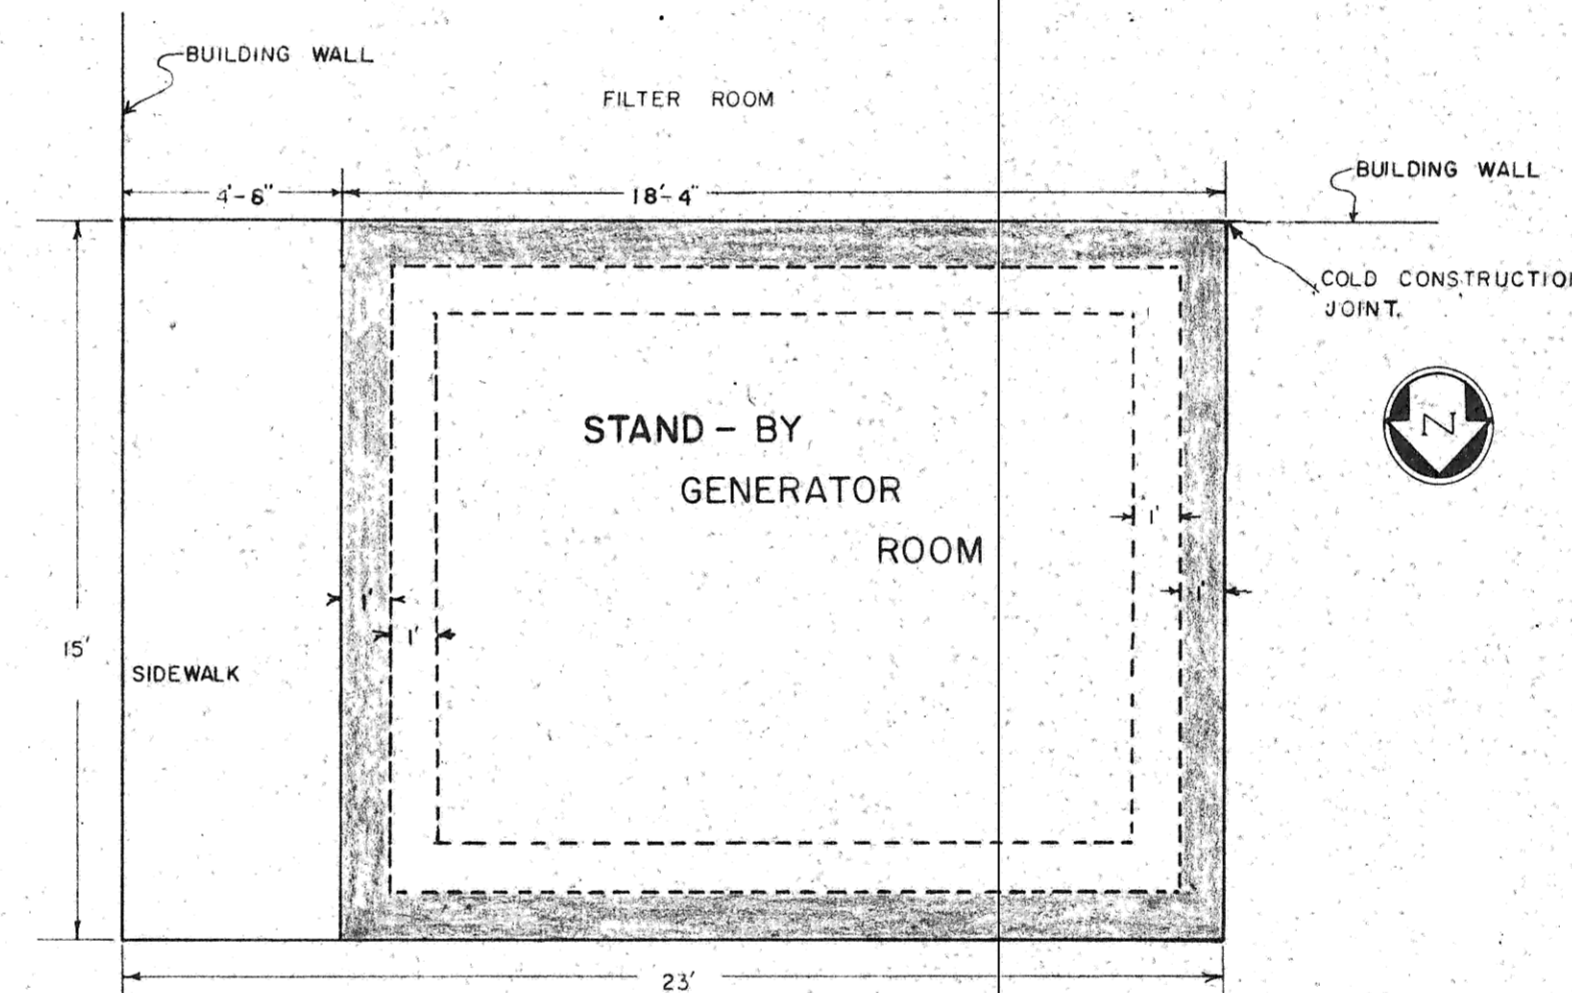 BUILDING WALL
FILTER ROOM
BUILDING WALL
4'-6"
18'-4"
COLD CONSTRUCTION
JOINT.
N
STAND - BY
GENERATOR
ROOM
1'
1'
1'
1'
15'
SIDEWALK
23'